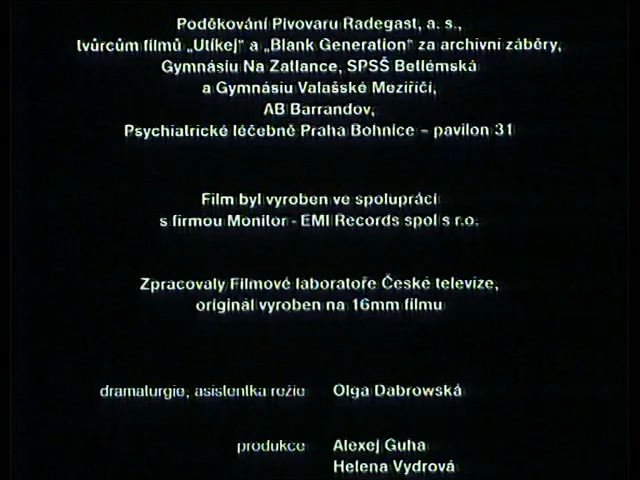 Poděkování Pivovaru Radegast, a. s.,
tvůrcům filmů „Utíkej“ a „Blank Generation“ za archivní záběry,
Gymnásiu Na Zatlance, SPSŠ Betlémská
a Gymnásiu Valašské Meziříčí,
AB Barrandov,
Psychiatrické léčebně Praha Bohnice – pavilon 31
Film byl vyroben ve spolupráci
s firmou Monitor - EMI Records spol s r.o.
Zpracovaly Filmové laboratoře České televize,
originál vyroben na 16mm filmu
dramaturgie, asistentka režie Olga Dabrowská
produkce Alexej Guha
Helena Vydrová